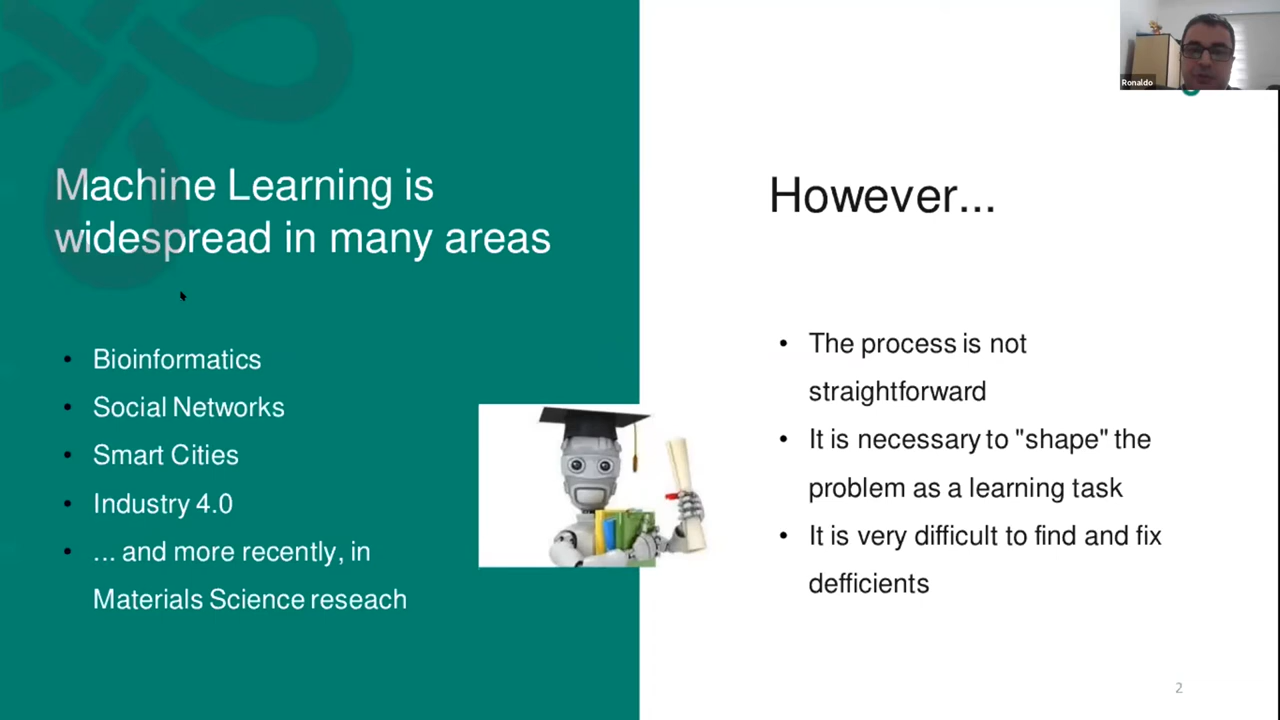 Ronaldo
Machine Learning is
widespread in many areas
• Bioinformatics
• Social Networks
• Smart Cities
• Industry 4.0
• ... and more recently, in
Materials Science reseach
However...
• The process is not
straightforward
• It is necessary to "shape" the
problem as a learning task
• It is very difficult to find and fix
defficients
2